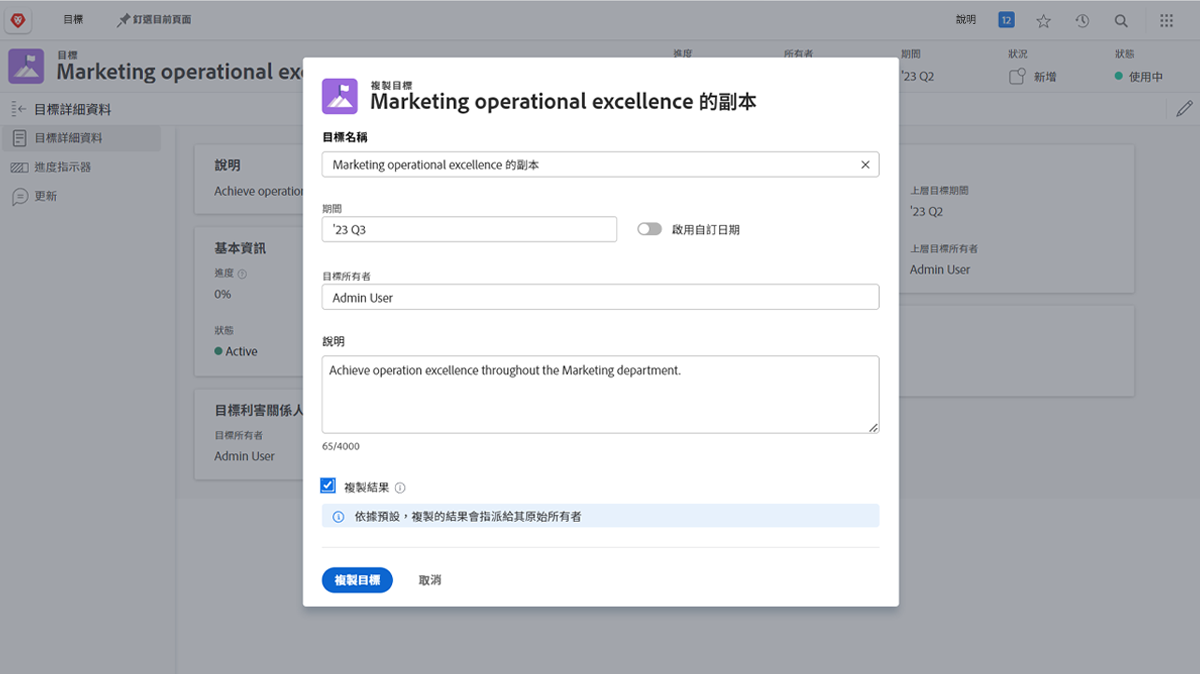 目標
釘選目前頁面
說明
12
目標
Marketing operational ex
進度
所有者
期間
'23 Q2
狀況
新增
狀態
使用中
目標詳細資料
目標詳細資料
進度指示器
更新
說明
Achieve operation
基本資訊
進度
0%
狀態
Active
目標利害關係人
目標所有者
Admin User
上層目標期間
'23 Q2
上層目標所有者
Admin User
複製目標
Marketing operational excellence 的副本
目標名稱
Marketing operational excellence 的副本
期間
'23 Q3
啟用自訂日期
目標所有者
Admin User
說明
Achieve operation excellence throughout the Marketing department.
65/4000
複製結果
依據預設，複製的結果會指派給其原始所有者
複製目標
取消